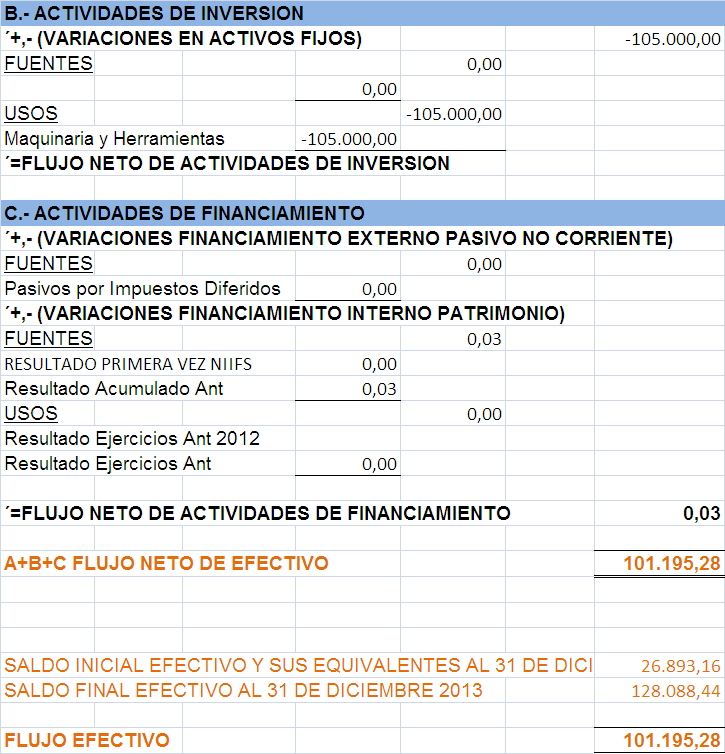 B.- ACTIVIDADES DE INVERSION
´+,- (VARIACIONES EN ACTIVOS FIJOS) -105.000,00
FUENTES 0,00
0,00
USOS -105.000,00
Maquinaria y Herramientas -105.000,00
´=FLUJO NETO DE ACTIVIDADES DE INVERSION
C.- ACTIVIDADES DE FINANCIAMIENTO
´+,- (VARIACIONES FINANCIAMIENTO EXTERNO PASIVO NO CORRIENTE)
FUENTES 0,00
Pasivos por Impuestos Diferidos 0,00
´+,- (VARIACIONES FINANCIAMIENTO INTERNO PATRIMONIO)
FUENTES 0,03
RESULTADO PRIMERA VEZ NIIFS 0,00
Resultado Acumulado Ant 0,03
USOS 0,00
Resultado Ejercicios Ant 2012
Resultado Ejercicios Ant 0,00
´=FLUJO NETO DE ACTIVIDADES DE FINANCIAMIENTO 0,03
A+B+C FLUJO NETO DE EFECTIVO 101.195,28
SALDO INICIAL EFECTIVO Y SUS EQUIVALENTES AL 31 DE DICI 26.893,16
SALDO FINAL EFECTIVO AL 31 DE DICIEMBRE 2013 128.088,44
FLUJO EFECTIVO 101.195,28